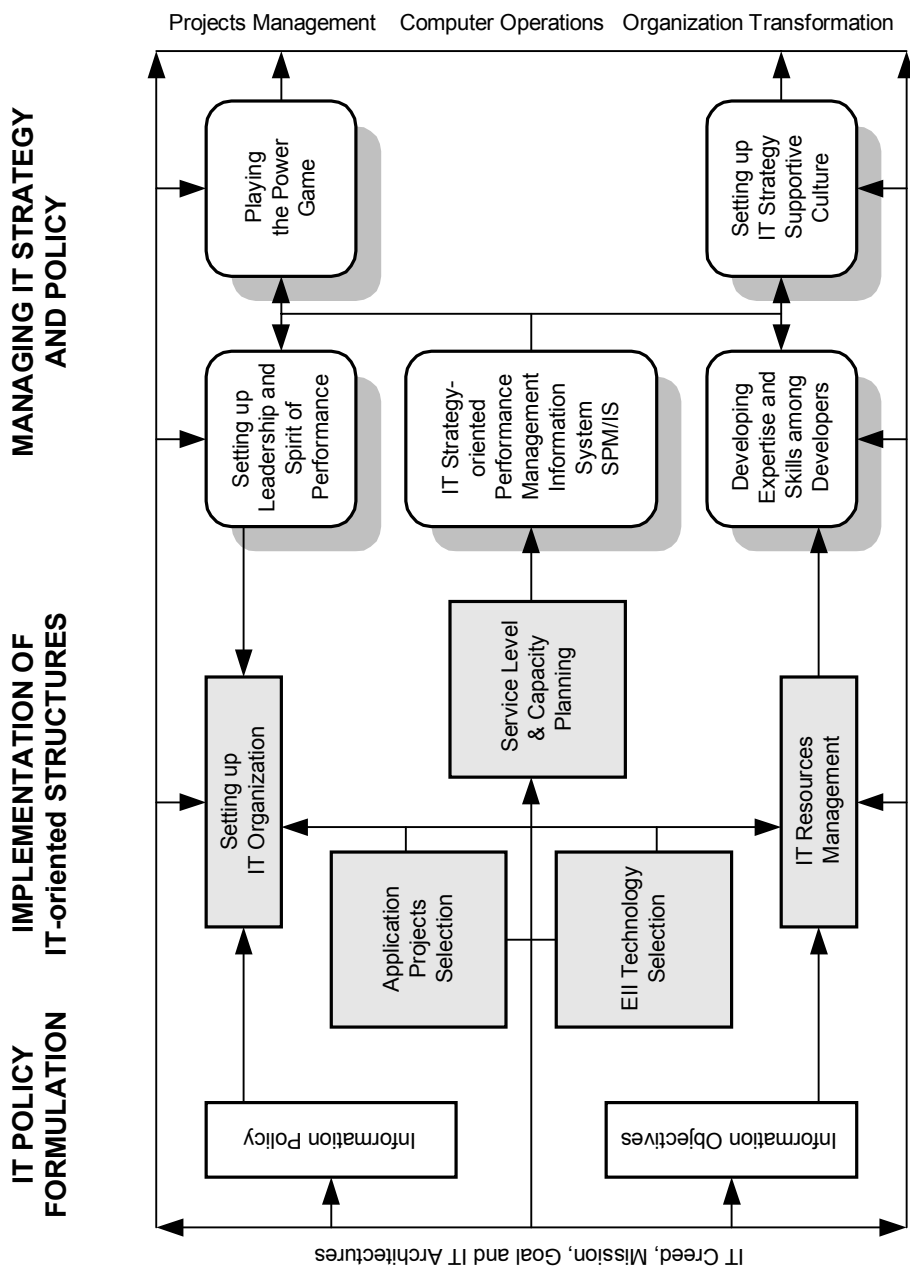 IT POLICY
FORMULATION
IMPLEMENTATION OF
IT-oriented STRUCTURES
MANAGING IT STRATEGY
AND POLICY
IT Creed, Mission, Goal and IT Architectures
Information Policy
Setting up
IT Organization
Setting up
Leadership and
Spirit of
Performance
Playing
the Power
Game
Projects Management
Application
Projects
Selection
Service Level
& Capacity
Planning
IT Strategy-
oriented
Performance
Management
Information
System
SPM/IS
Computer Operations
EII Technology
Selection
Information Objectives
IT Resources
Management
Developing
Expertise and
Skills among
Developers
Setting up
IT Strategy
Supportive
Culture
Organization Transformation